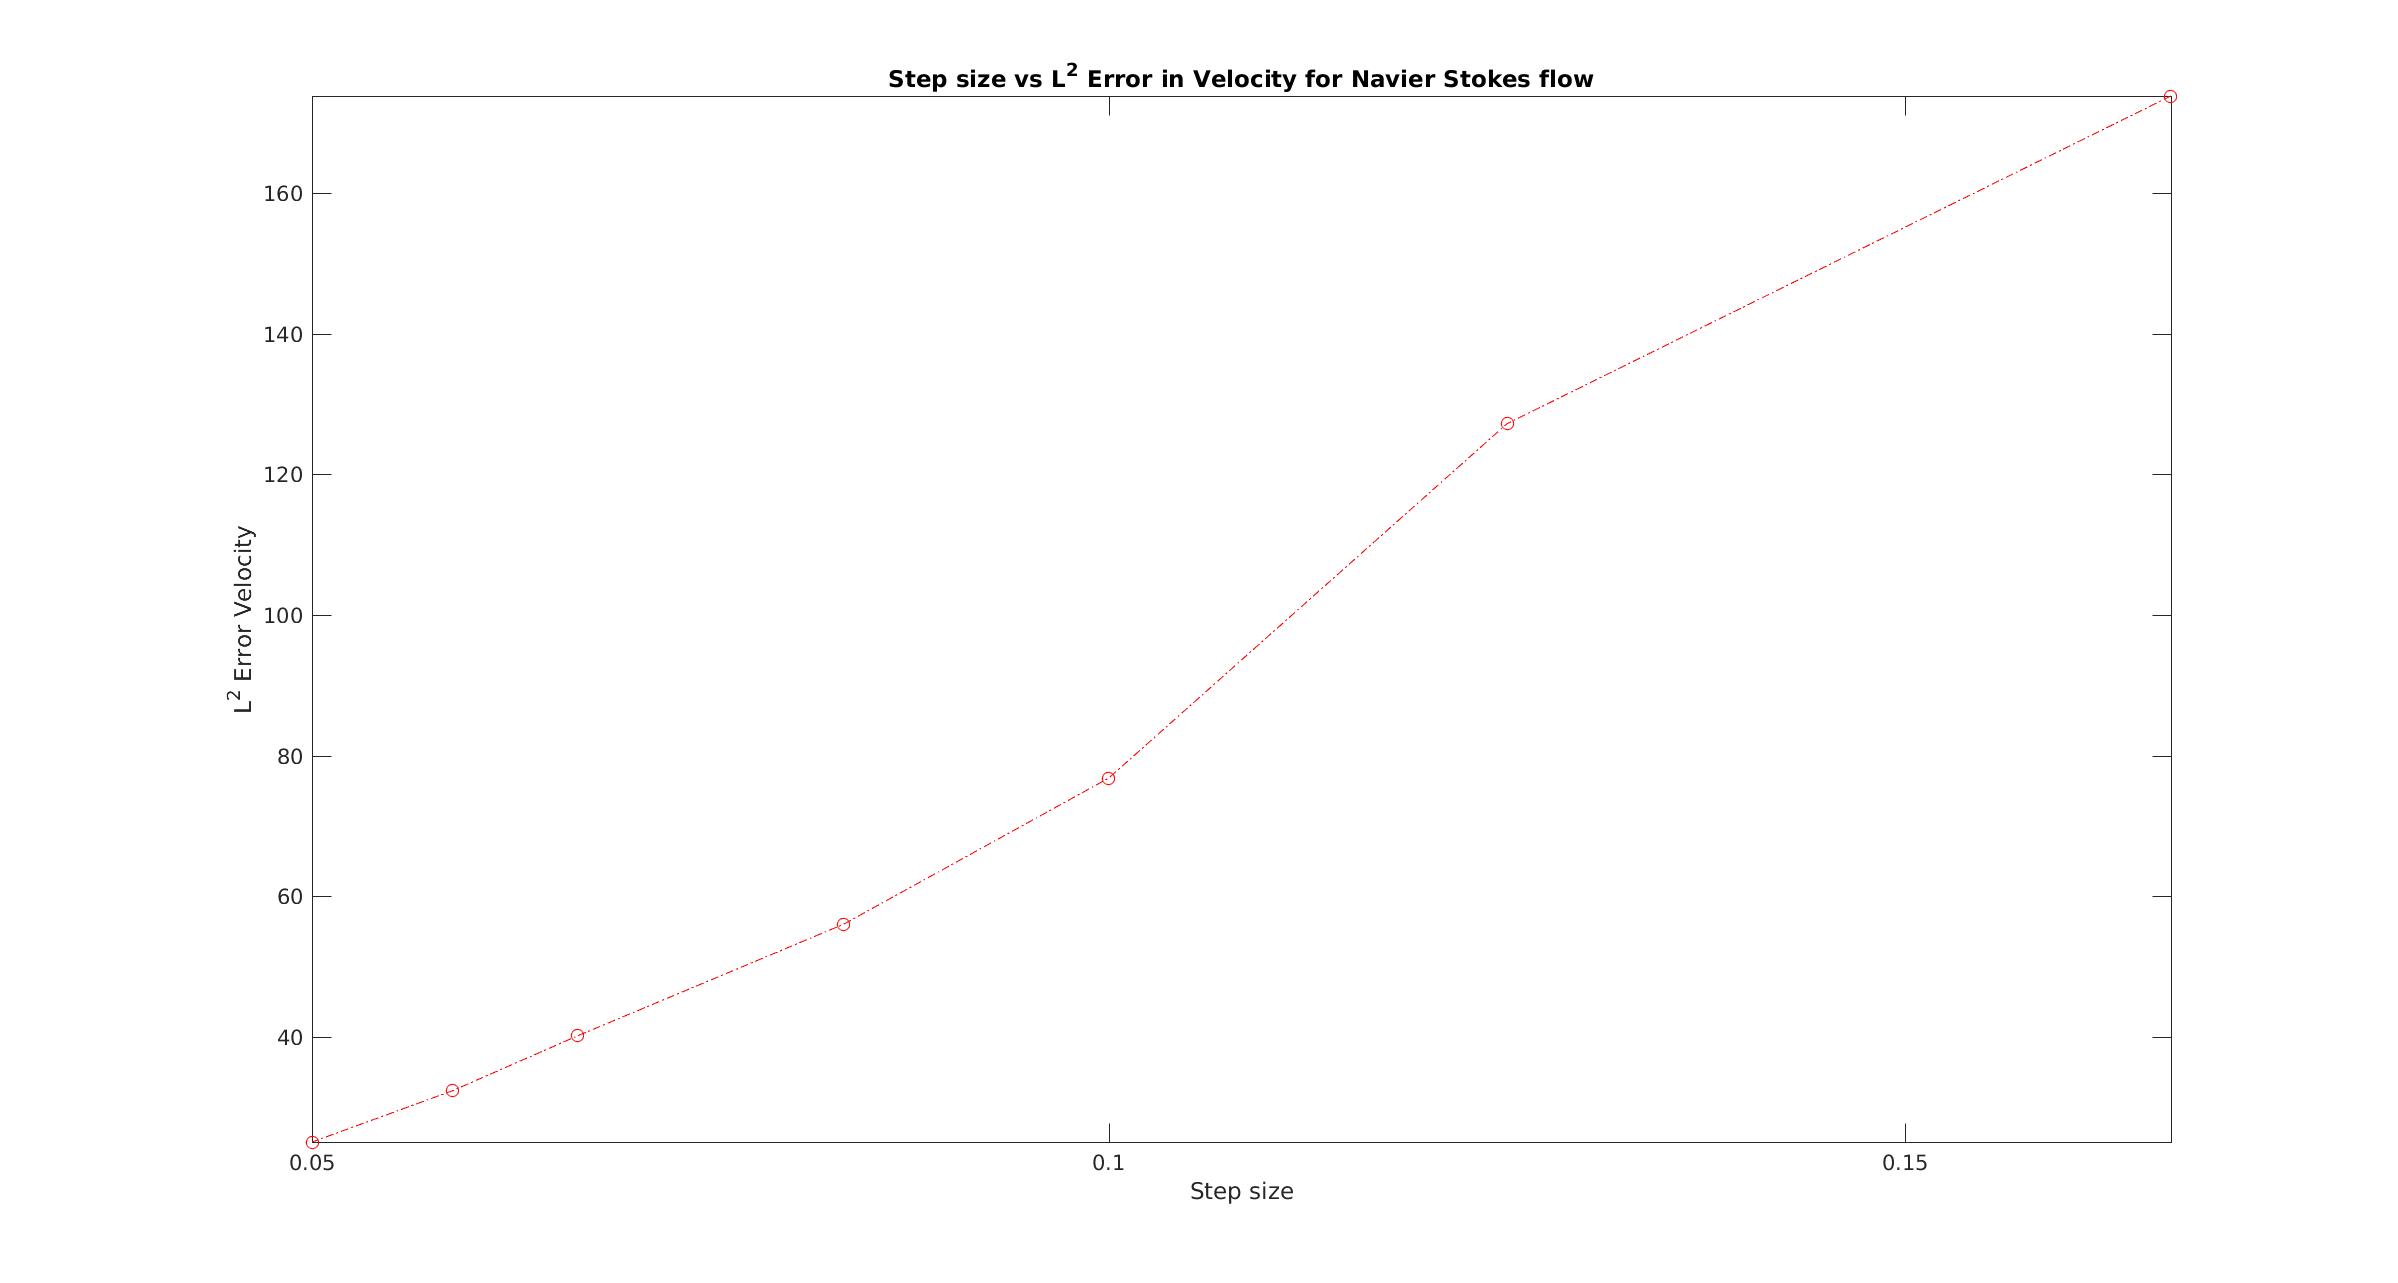 Step size vs L² Error in Velocity for Navier Stokes flow
160
140
120
100
80
60
40
L² Error Velocity
0.05 0.1 0.15
Step size